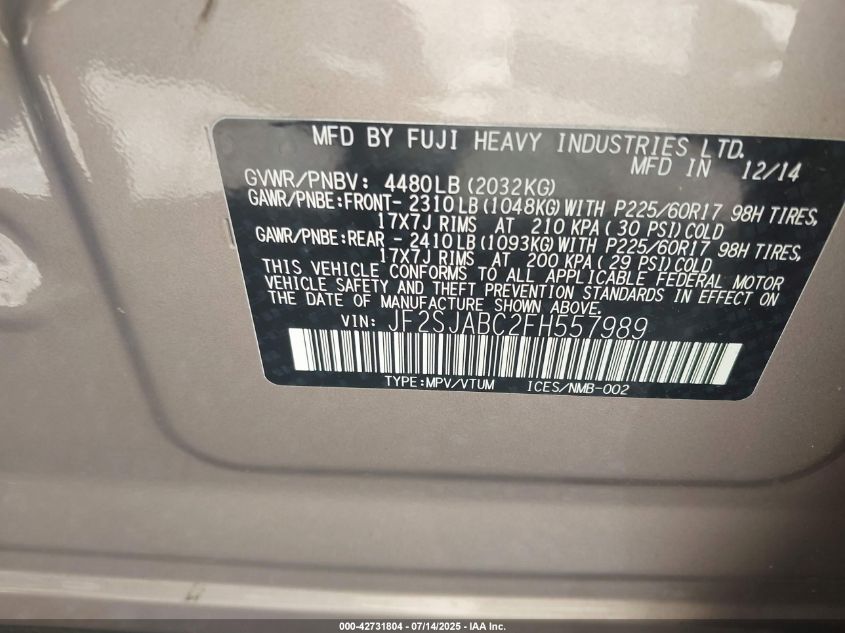 MFD BY FUJI HEAVY INDUSTRIES LTD.
MFD IN 12/14
GVWR/PNBV: 4480LB(2032KG)
GAWR/PNBE:FRONT- 2310LB(1048KG)WITH P225/60R17 98H TIRES,
17X7J RIMS AT 210 KPA(30 PSI)COLD
GAWR/PNBE:REAR - 2410LB(1093KG)WITH P225/60R17 98H TIRES,
17X7J RIMS AT 200 KPA(29 PSI)COLD
THIS VEHICLE CONFORMS TO ALL APPLICABLE FEDERAL MOTOR
VEHICLE SAFETY AND THEFT PREVENTION STANDARDS IN EFFECT ON
THE DATE OF MANUFACTURE SHOWN ABOVE.
VIN: JF2SJABC2FH557989
TYPE:MPV/VTUM ICES/NMB-002
000-42731804 - 07/14/2025 - IAA Inc.